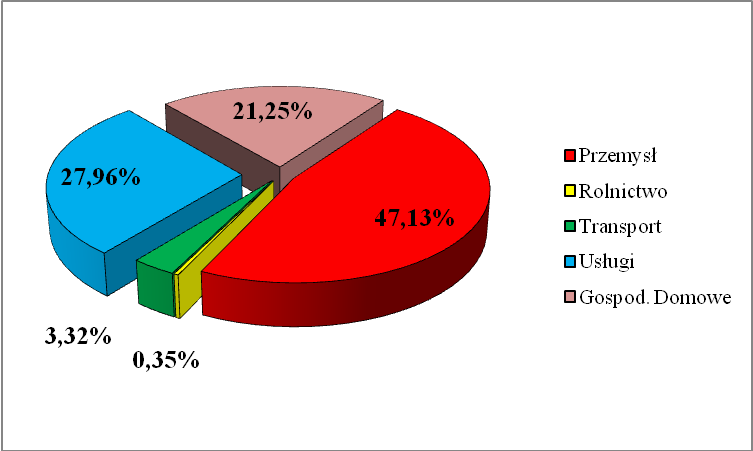 21,25%
27,96%
47,13%
3,32%
0,35%
Przemysł
Rolnictwo
Transport
Usługi
Gospod. Domowe